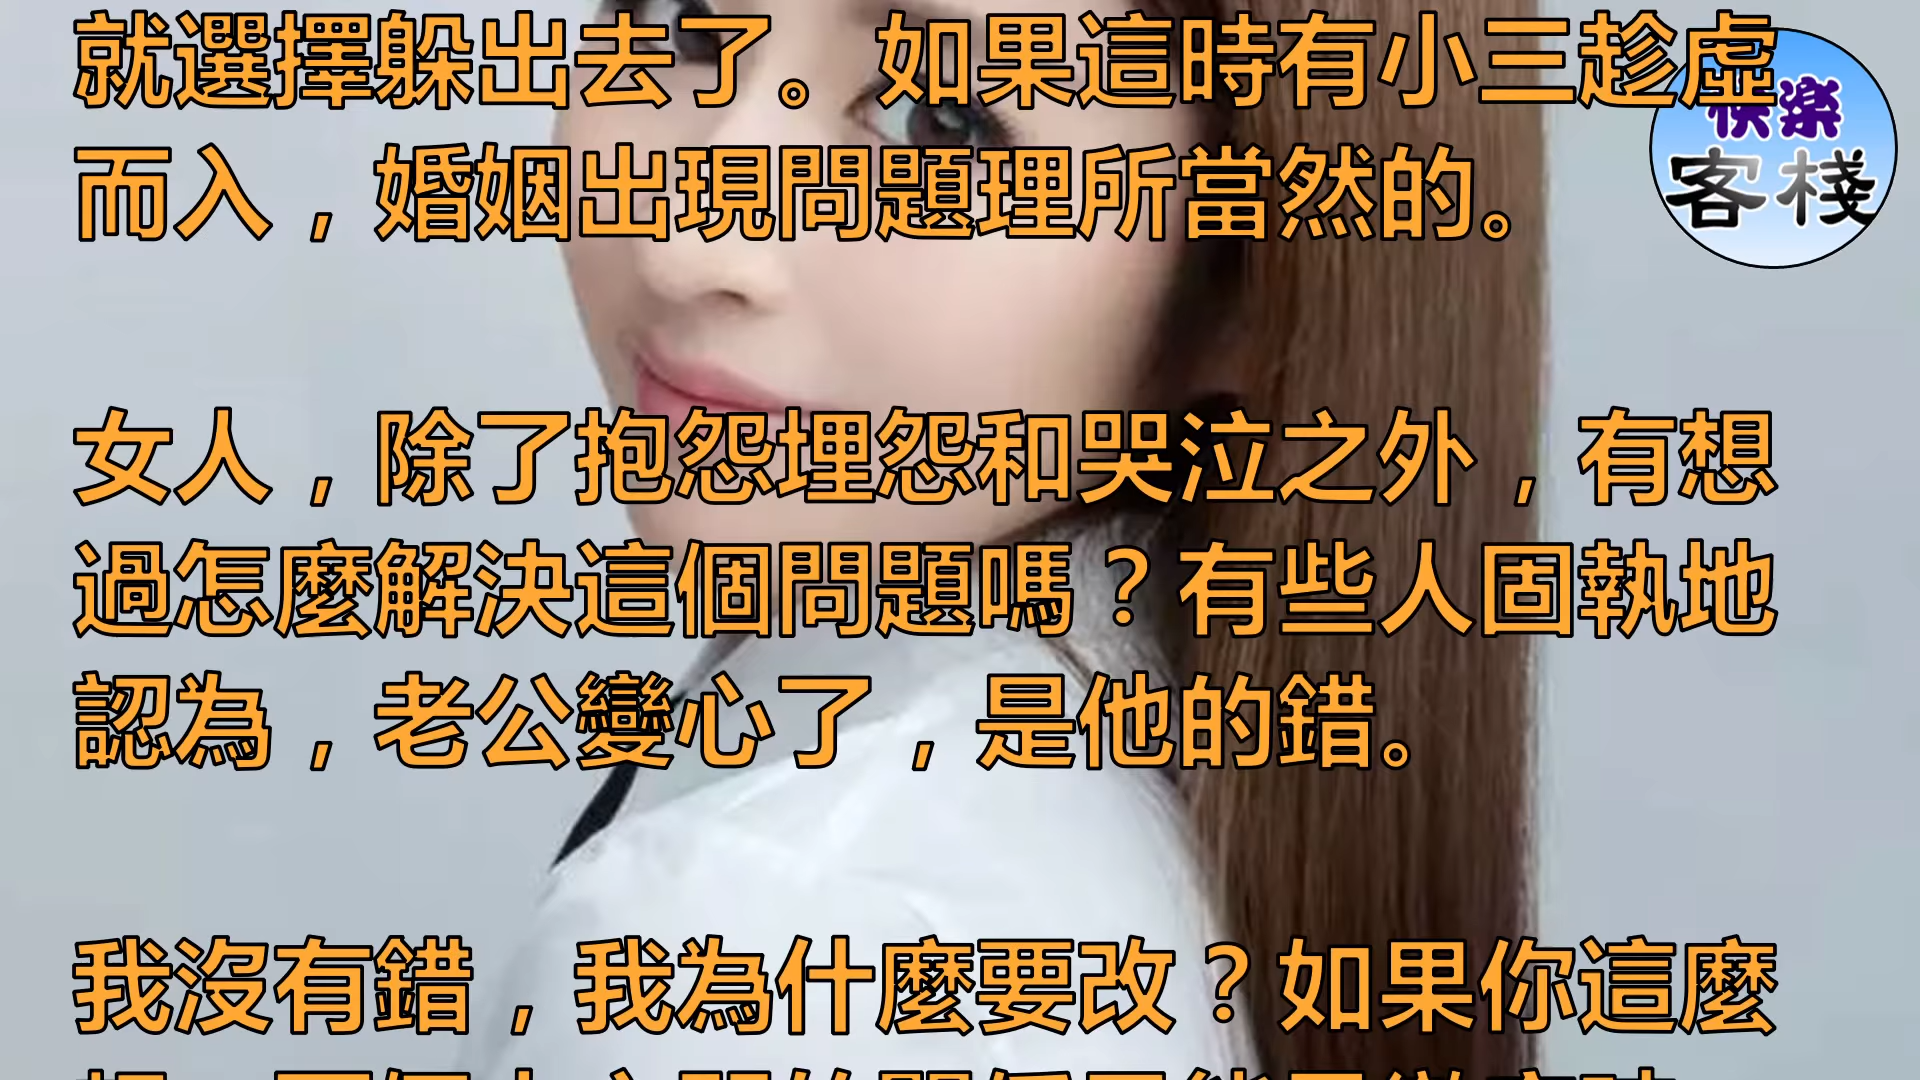 就選擇躲出去了。如果這時有小三趁虛
而入，婚姻出現問題理所當然的。
女人，除了抱怨埋怨和哭泣之外，有想
過怎麼解決這個問題嗎？有些人固執地
認為，老公變心了，是他的錯。
我沒有錯，我為什麼要改？如果你這麼
快樂
客棧